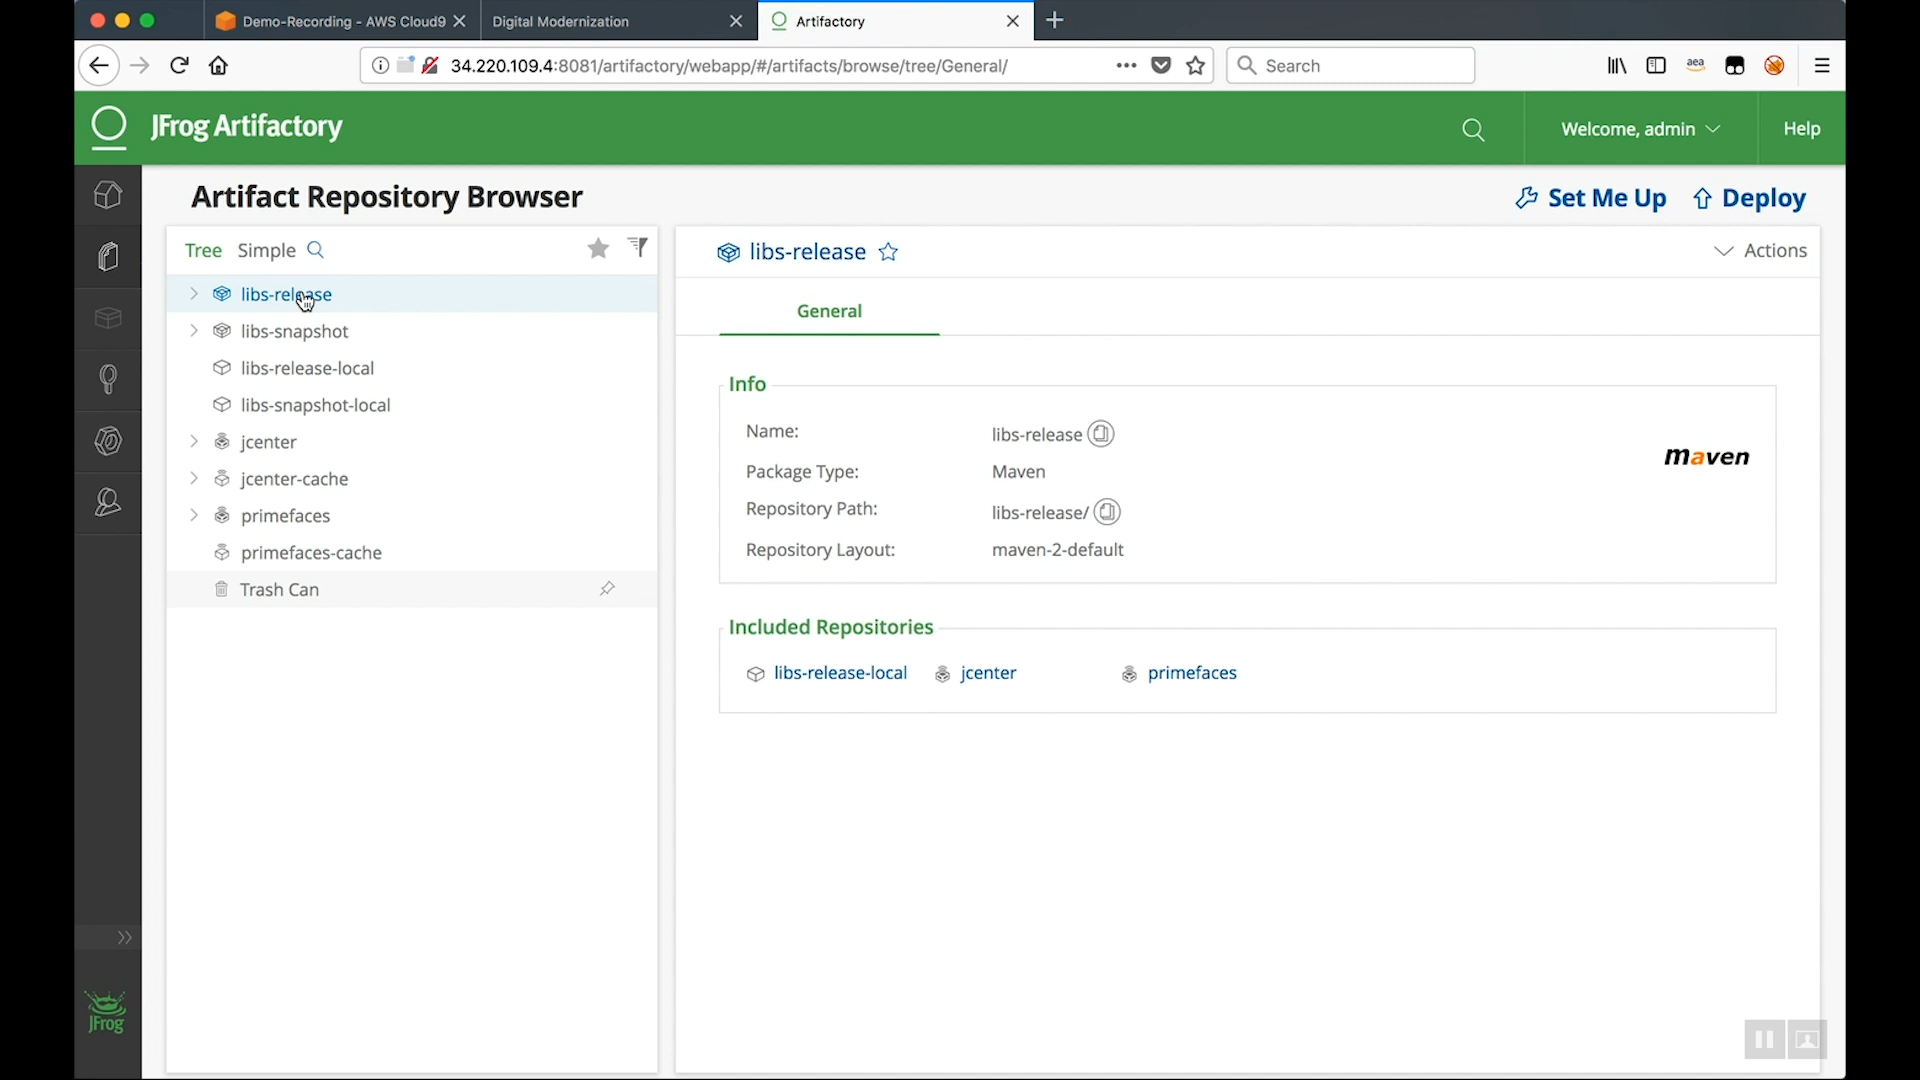 Demo-Recording - AWS Cloud9
Digital Modernization
Artifactory
34.220.109.4:8081/artifactory/webapp/#/artifacts/browse/tree/General/
Search
aea
JFrog Artifactory
Welcome, admin
Help
Artifact Repository Browser
Set Me Up
Deploy
Tree
Simple
libs-release
libs-snapshot
libs-release-local
libs-snapshot-local
jcenter
jcenter-cache
primefaces
primefaces-cache
Trash Can
libs-release
Actions
General
Info
Name: libs-release
Package Type: Maven
Repository Path: libs-release/
Repository Layout: maven-2-default
maven
Included Repositories
libs-release-local jcenter primefaces
JFrog